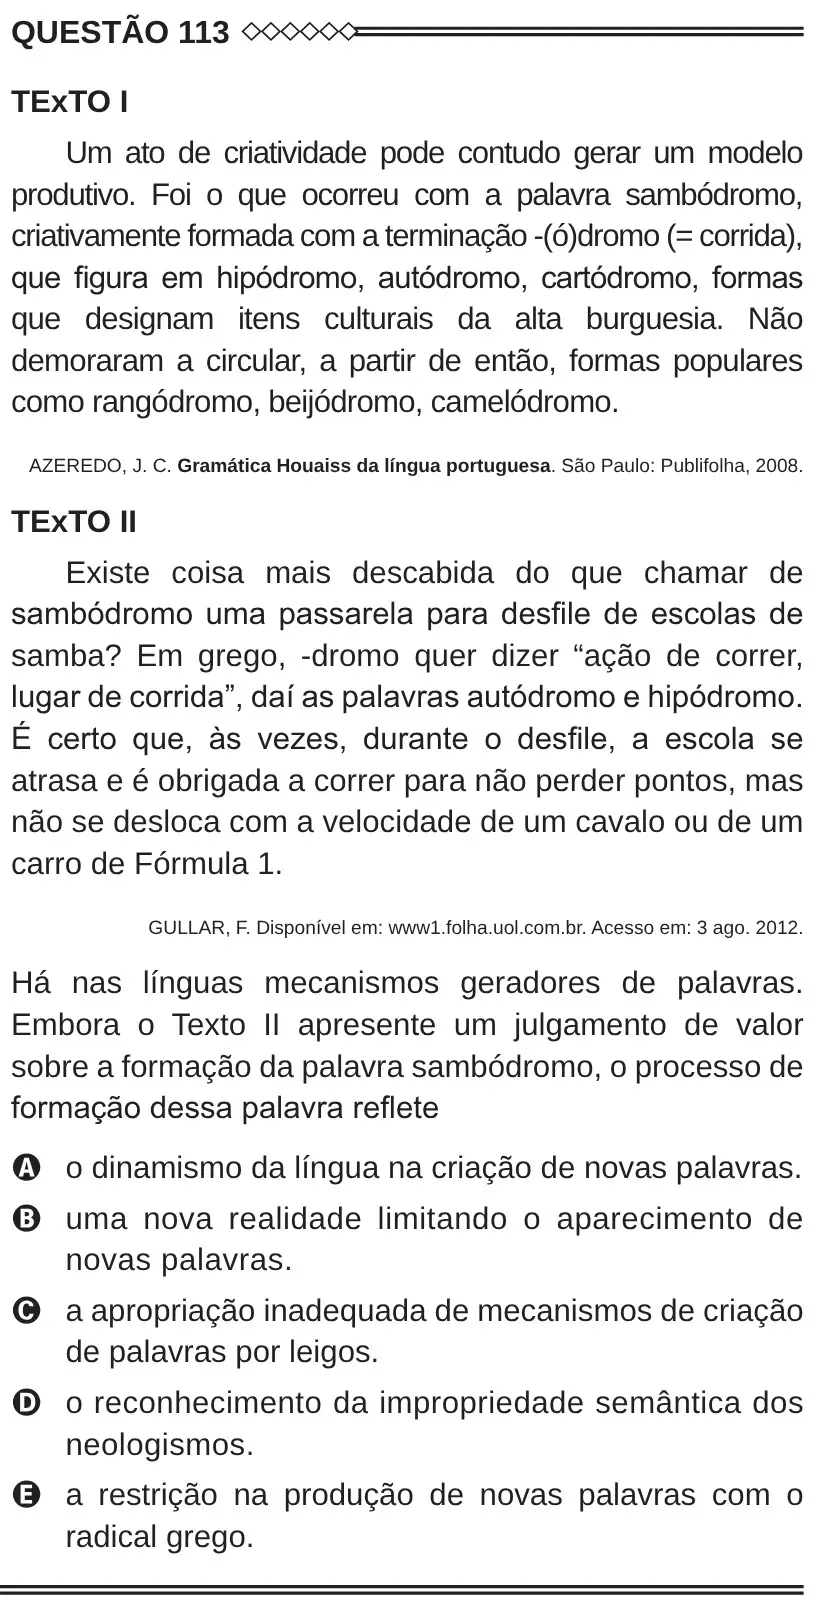 QUESTÃO 113
TExTO I
Um ato de criatividade pode contudo gerar um modelo
produtivo. Foi o que ocorreu com a palavra sambódromo,
criativamente formada com a terminação -(ó)dromo (= corrida),
que figura em hipódromo, autódromo, cartódromo, formas
que designam itens culturais da alta burguesia. Não
demoraram a circular, a partir de então, formas populares
como rangódromo, beijódromo, camelódromo.
AZEREDO, J. C. Gramática Houaiss da língua portuguesa. São Paulo: Publifolha, 2008.
TExTO II
Existe coisa mais descabida do que chamar de
sambódromo uma passarela para desfile de escolas de
samba? Em grego, -dromo quer dizer “ação de correr,
lugar de corrida”, daí as palavras autódromo e hipódromo.
É certo que, às vezes, durante o desfile, a escola se
atrasa e é obrigada a correr para não perder pontos, mas
não se desloca com a velocidade de um cavalo ou de um
carro de Fórmula 1.
GULLAR, F. Disponível em: www1.folha.uol.com.br. Acesso em: 3 ago. 2012.
Há nas línguas mecanismos geradores de palavras.
Embora o Texto II apresente um julgamento de valor
sobre a formação da palavra sambódromo, o processo de
formação dessa palavra reflete
A o dinamismo da língua na criação de novas palavras.
B uma nova realidade limitando o aparecimento de
novas palavras.
C a apropriação inadequada de mecanismos de criação
de palavras por leigos.
D o reconhecimento da impropriedade semântica dos
neologismos.
E a restrição na produção de novas palavras com o
radical grego.